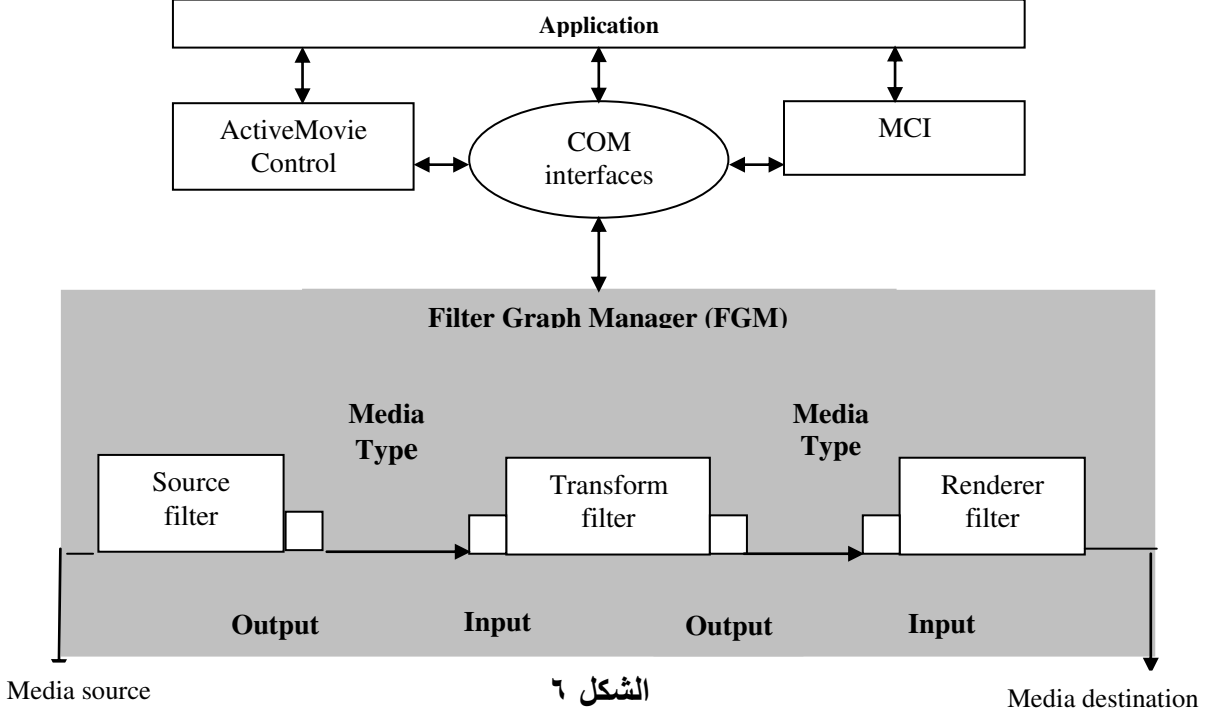 Application
ActiveMovie
Control
COM
interfaces
MCI
Filter Graph Manager (FGM)
Media
Type
Media
Type
Source
filter
Transform
filter
Renderer
filter
Output
Input
Output
Input
Media source
الشكل ٦
Media destination